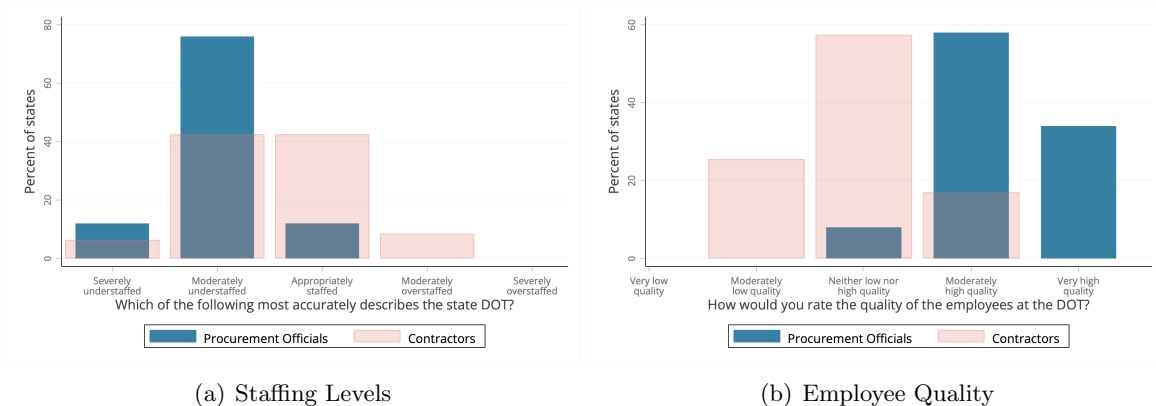 Percent of states
80
60
40
20
0
Severely understaffed
Moderately understaffed
Appropriately staffed
Moderately overstaffed
Severely overstaffed
Which of the following most accurately describes the state DOT?
Procurement Officials
Contractors
(a) Staffing Levels
Percent of states
60
40
20
0
Very low quality
Moderately low quality
Neither low nor high quality
Moderately high quality
Very high quality
How would you rate the quality of the employees at the DOT?
Procurement Officials
Contractors
(b) Employee Quality